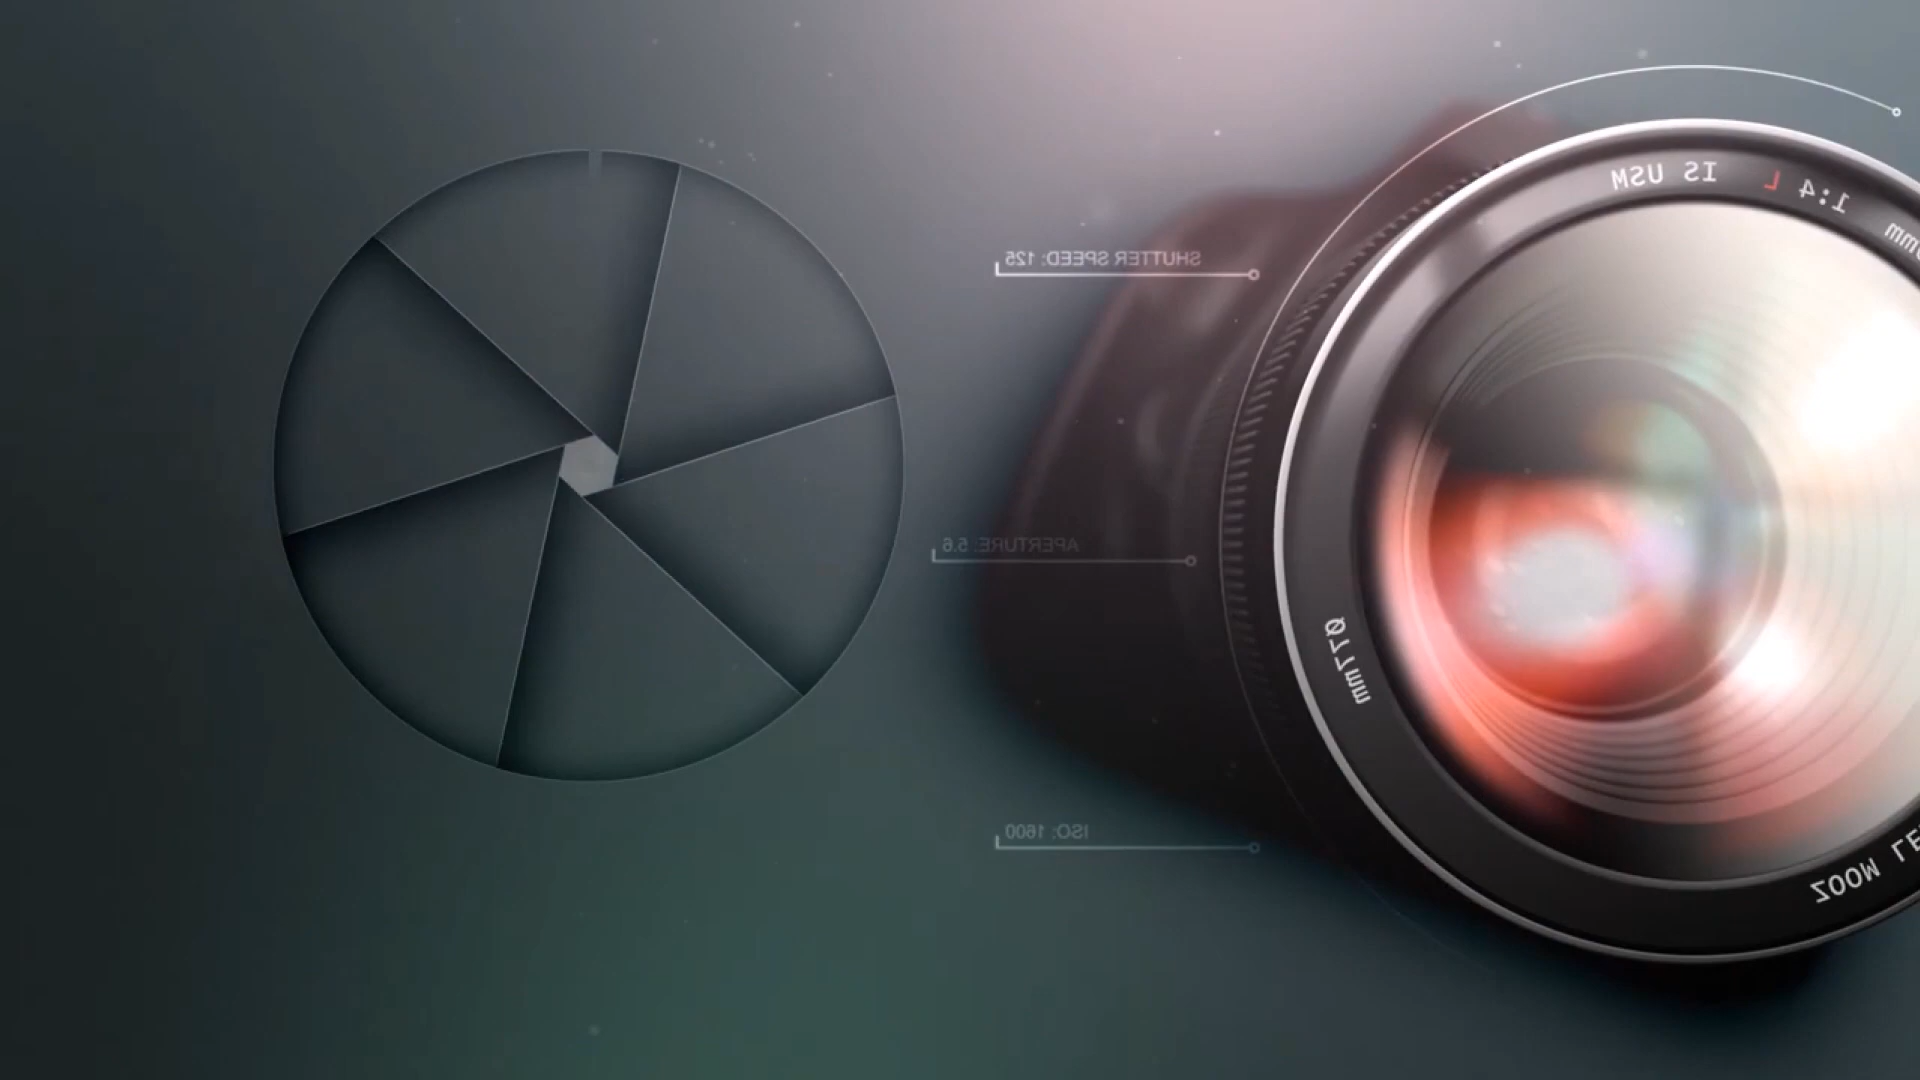 SHUTTER SPEED: 125
APERTURE: 5.6
ISO: 1600
1:4 L IS USM
Ø77mm
ZOOM